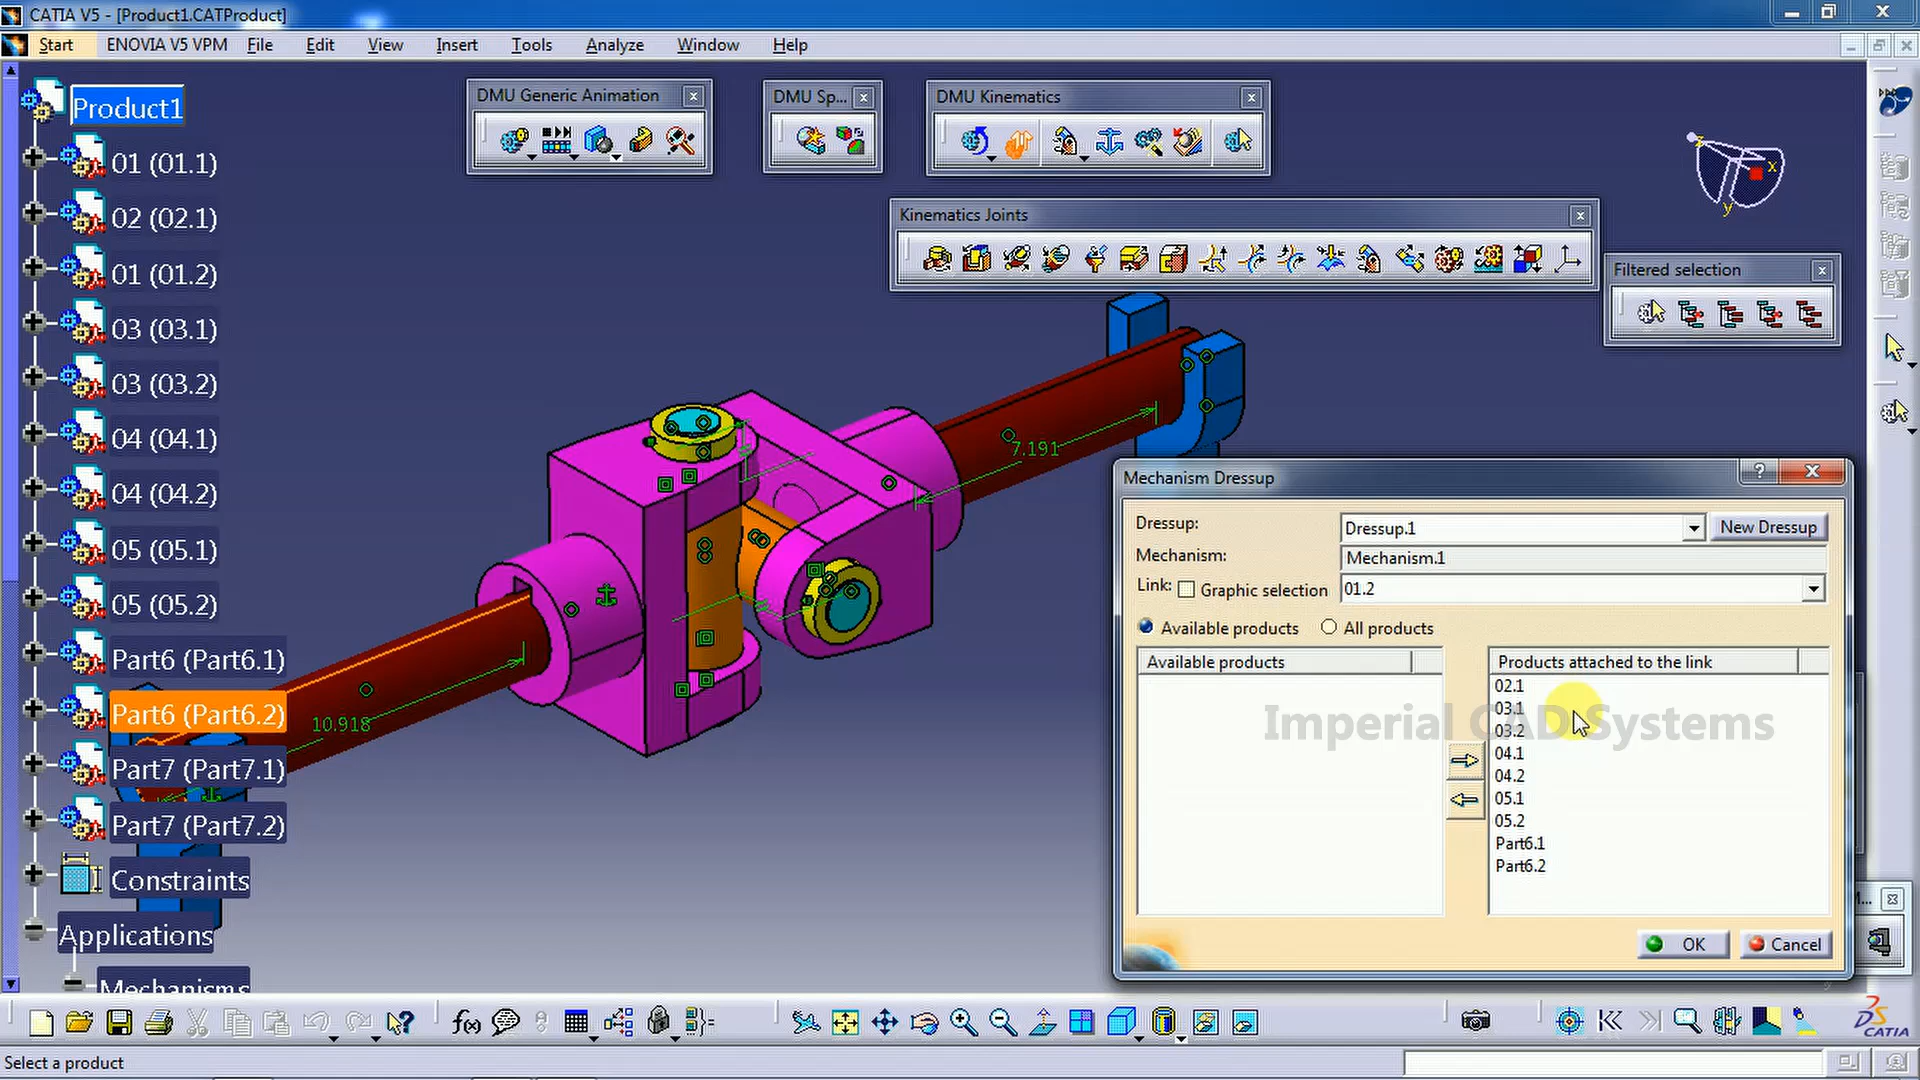 CATIA V5 - [Product1.CATProduct]
Start ENOVIA V5 VPM File Edit View Insert Tools Analyze Window Help
Product1
01 (01.1)
02 (02.1)
01 (01.2)
03 (03.1)
03 (03.2)
04 (04.1)
04 (04.2)
05 (05.1)
05 (05.2)
Part6 (Part6.1)
Part6 (Part6.2)
Part7 (Part7.1)
Part7 (Part7.2)
Constraints
Applications
Mechanisms
DMU Generic Animation
DMU Sp...
DMU Kinematics
Kinematics Joints
Filtered selection
z
x
y
7.191
10.918
Mechanism Dressup
Dressup: Dressup.1 New Dressup
Mechanism: Mechanism.1
Link: Graphic selection 01.2
Available products All products
Available products
Products attached to the link
02.1
03.1
03.2
04.1
04.2
05.1
05.2
Part6.1
Part6.2
OK Cancel
Imperial CAD Systems
M...
f(x)
CATIA
Select a product